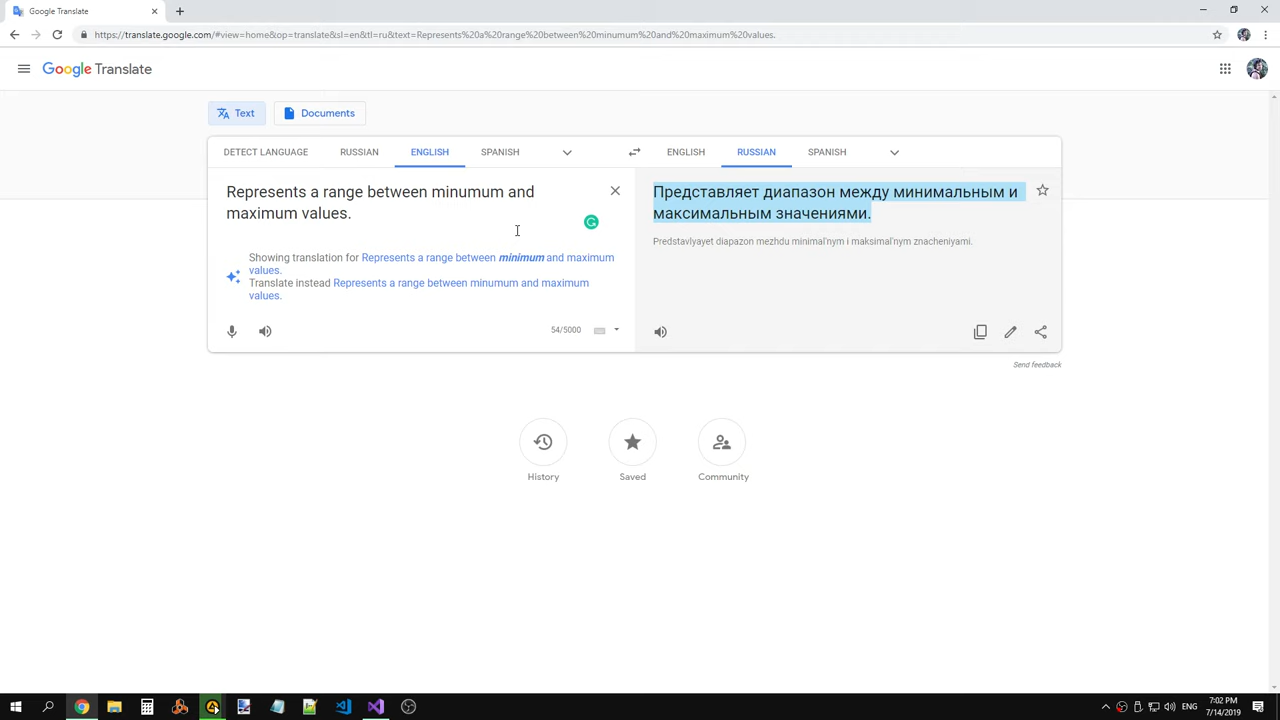 Google Translate
https://translate.google.com/#view=home&op=translate&sl=en&tl=ru&text=Represents%20a%20range%20between%20minumum%20and%20maximum%20values.
Google Translate
Text
Documents
DETECT LANGUAGE RUSSIAN ENGLISH SPANISH
ENGLISH RUSSIAN SPANISH
Represents a range between minumum and
maximum values.
Представляет диапазон между минимальным и
максимальным значениями.
Predstavlyayet diapazon mezhdu minimal'nym i maksimal'nym znacheniyami.
Showing translation for Represents a range between minimum and maximum
values.
Translate instead Represents a range between minumum and maximum
values.
54/5000
Send feedback
History Saved Community
ENG
7:02 PM
7/14/2019